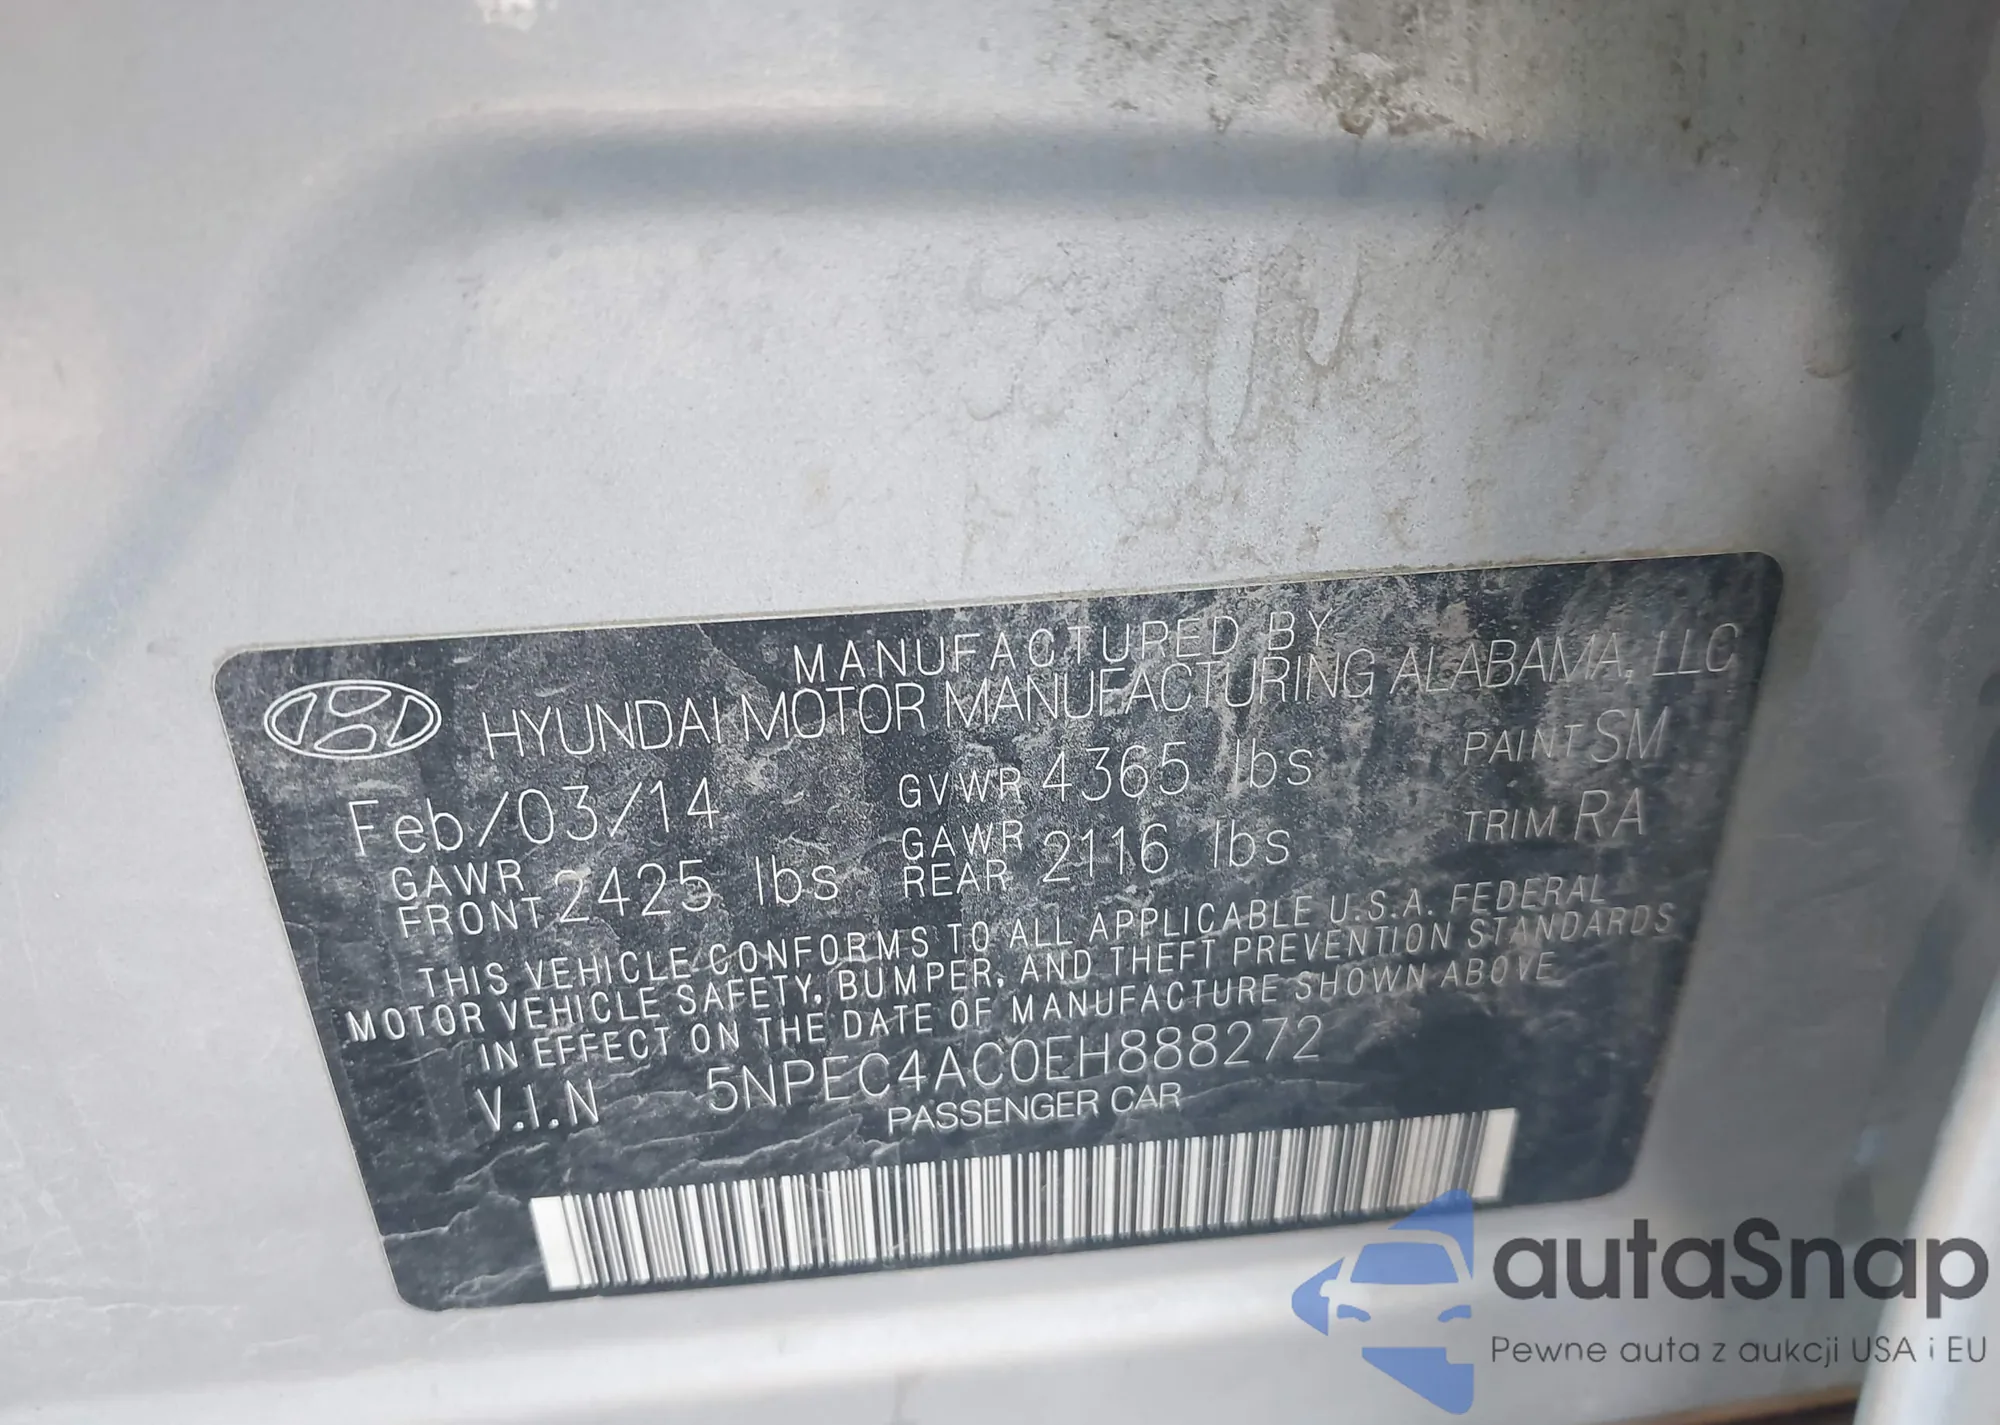 MANUFACTURED BY
HYUNDAI MOTOR MANUFACTURING ALABAMA, LLC
Feb/03/14 GVWR 4365 lbs PAINT SM
GAWR FRONT 2425 lbs GAWR REAR 2116 lbs TRIM RA
THIS VEHICLE CONFORMS TO ALL APPLICABLE U.S.A. FEDERAL
MOTOR VEHICLE SAFETY, BUMPER, AND THEFT PREVENTION STANDARDS
IN EFFECT ON THE DATE OF MANUFACTURE SHOWN ABOVE
V.I.N 5NPEC4AC0EH888272
PASSENGER CAR
autaSnap
Pewne auta z aukcji USA i EU